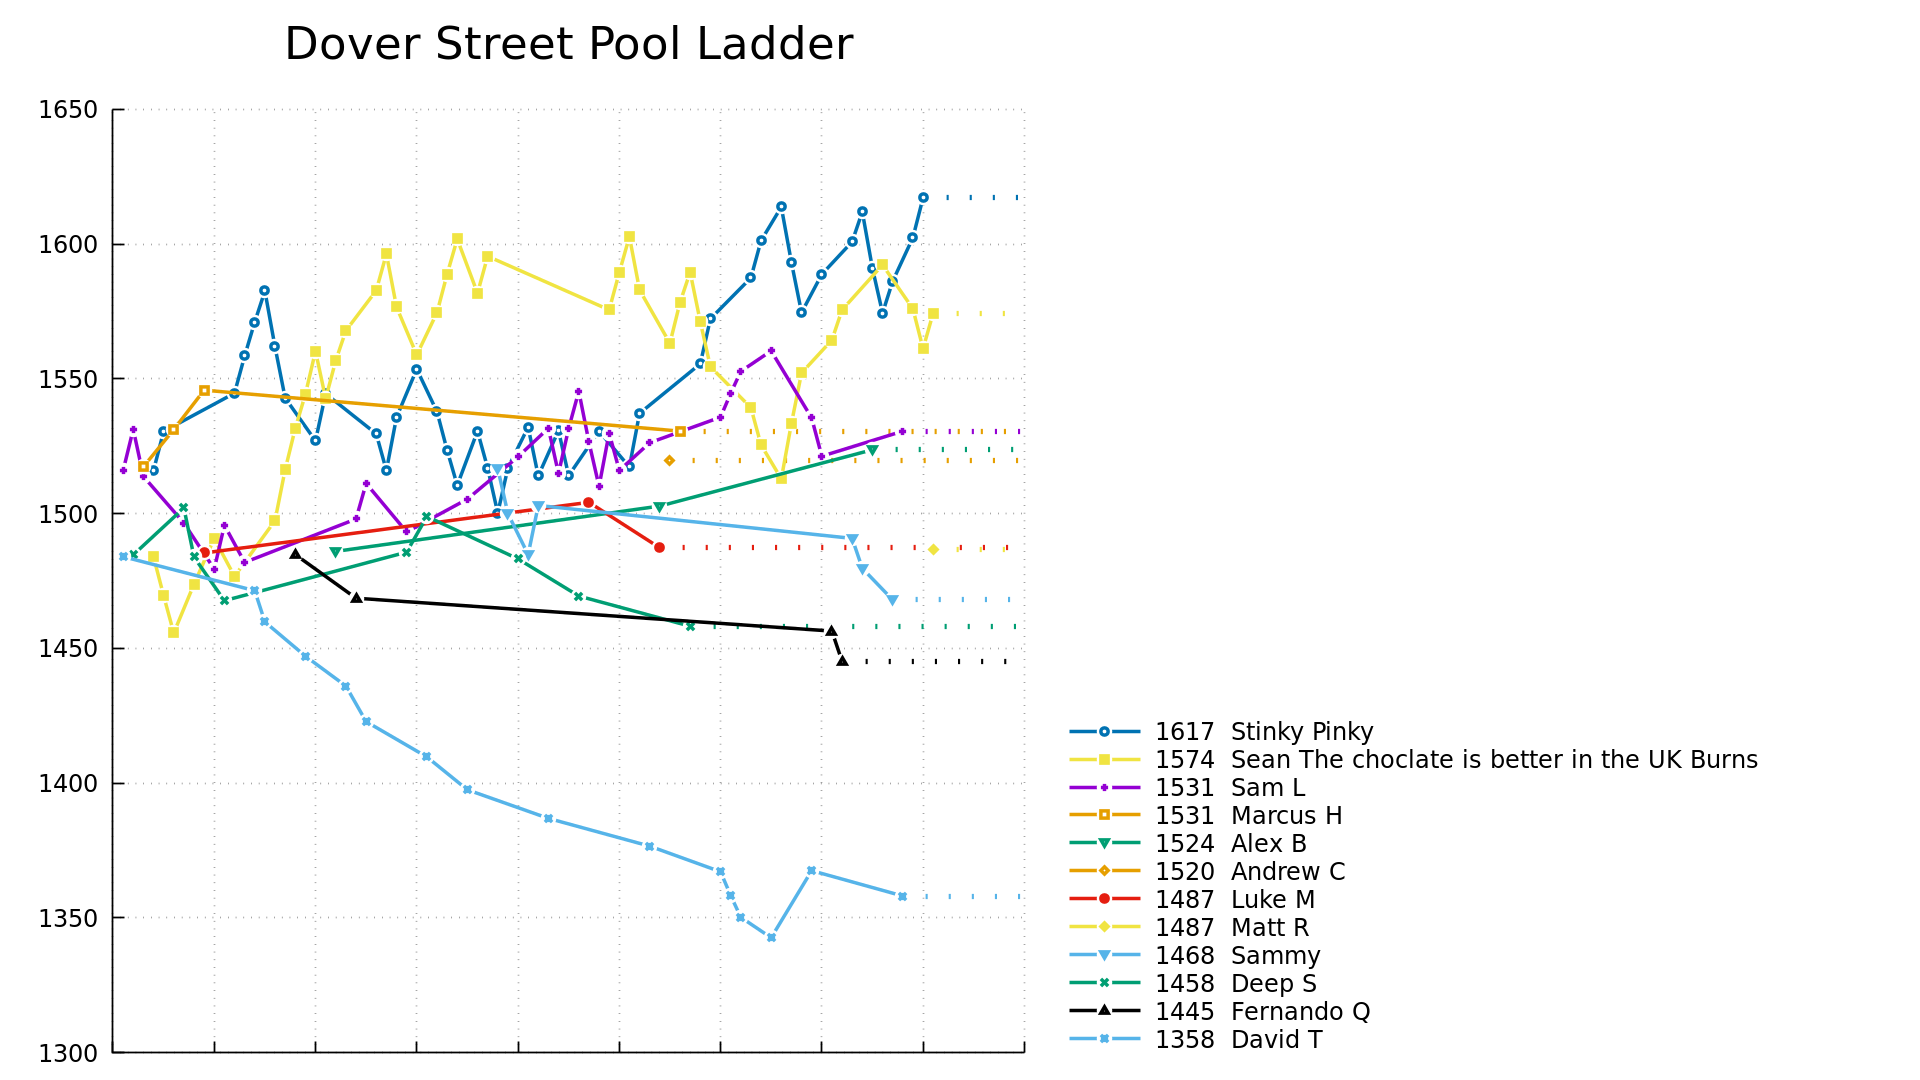 Dover Street Pool Ladder
1650
1600
1550
1500
1450
1400
1350
1300
1617 Stinky Pinky
1574 Sean The choclate is better in the UK Burns
1531 Sam L
1531 Marcus H
1524 Alex B
1520 Andrew C
1487 Luke M
1487 Matt R
1468 Sammy
1458 Deep S
1445 Fernando Q
1358 David T